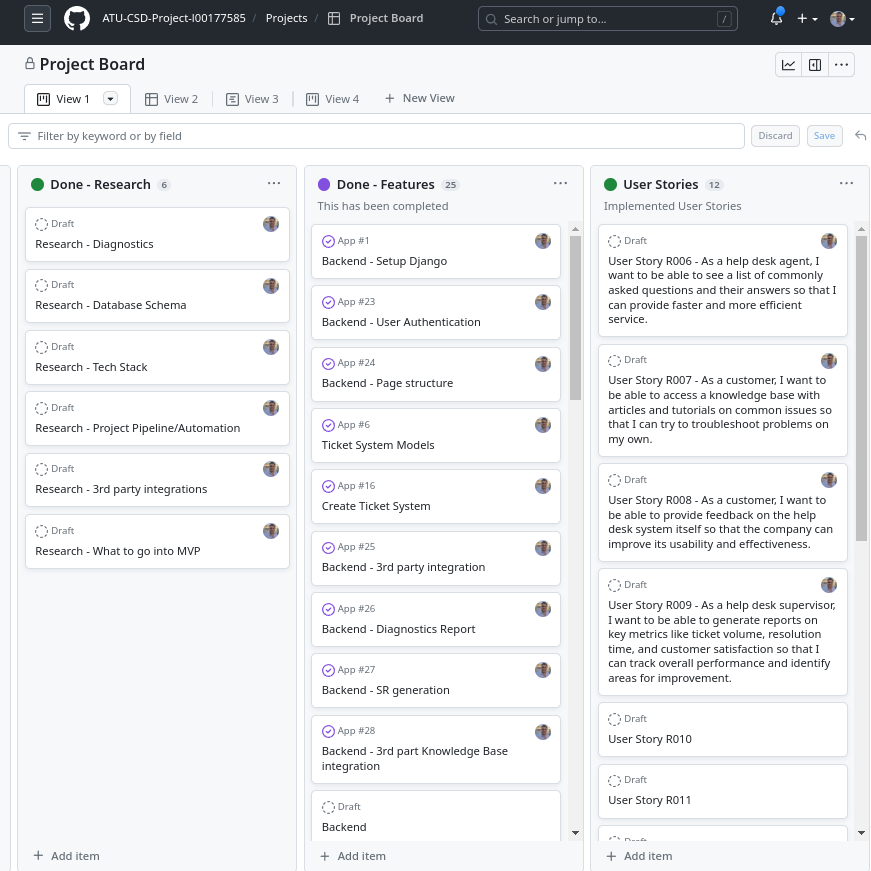 ATU-CSD-Project-l00177585 / Projects / Project Board
Search or jump to... /
Project Board
View 1 View 2 View 3 View 4 + New View
Filter by keyword or by field Discard Save
Done - Research 6
Draft
Research - Diagnostics
Draft
Research - Database Schema
Draft
Research - Tech Stack
Draft
Research - Project Pipeline/Automation
Draft
Research - 3rd party integrations
Draft
Research - What to go into MVP
+ Add item
Done - Features 25
This has been completed
App #1
Backend - Setup Django
App #23
Backend - User Authentication
App #24
Backend - Page structure
App #6
Ticket System Models
App #16
Create Ticket System
App #25
Backend - 3rd party integration
App #26
Backend - Diagnostics Report
App #27
Backend - SR generation
App #28
Backend - 3rd part Knowledge Base
integration
Draft
Backend
+ Add item
User Stories 12
Implemented User Stories
Draft
User Story R006 - As a help desk agent, I
want to be able to see a list of commonly
asked questions and their answers so that I
can provide faster and more efficient
service.
Draft
User Story R007 - As a customer, I want to
be able to access a knowledge base with
articles and tutorials on common issues so
that I can try to troubleshoot problems on
my own.
Draft
User Story R008 - As a customer, I want to
be able to provide feedback on the help
desk system itself so that the company can
improve its usability and effectiveness.
Draft
User Story R009 - As a help desk supervisor,
I want to be able to generate reports on
key metrics like ticket volume, resolution
time, and customer satisfaction so that I
can track overall performance and identify
areas for improvement.
Draft
User Story R010
Draft
User Story R011
Draft
+ Add item